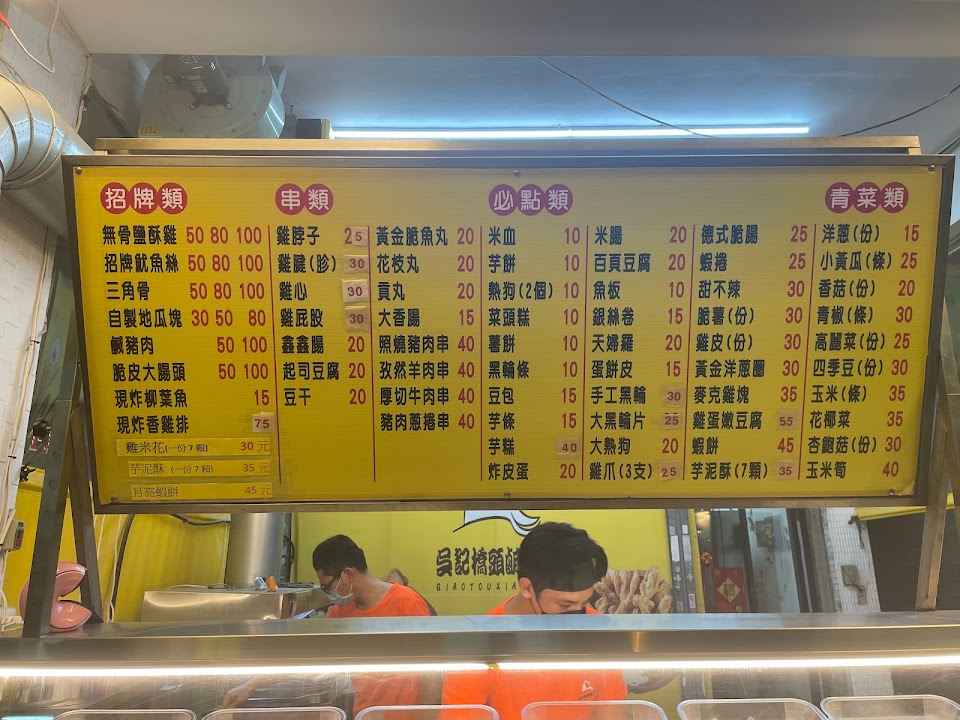 招牌類
無骨鹽酥雞 50 80 100
招牌魷魚絲 50 80 100
三角骨 50 80 100
自製地瓜塊 30 50 80
鹹豬肉 50 100
脆皮大腸頭 50 100
現炸柳葉魚 15
現炸香雞排 75
雞米花(一份7顆) 30元
芋泥酥(一份7顆) 35元
月亮蝦餅 45元
串類
雞脖子 25
雞腱(胗) 30
雞心 30
雞屁股 30
鑫鑫腸 20
起司豆腐 20
豆干 20
黃金脆魚丸 20
花枝丸 20
貢丸 20
大香腸 15
照燒豬肉串 40
孜然羊肉串 40
厚切牛肉串 40
豬肉蔥捲串 40
必點類
米血 10
芋餅 10
熱狗(2個) 10
菜頭糕 10
薯餅 10
黑輪條 10
豆包 15
芋條 15
芋糕 40
炸皮蛋 20
米腸 20
百頁豆腐 20
魚板 10
銀絲卷 15
天婦羅 20
蛋餅皮 15
手工黑輪 30
大黑輪片 25
大熱狗 20
雞爪(3支) 25
德式脆腸 25
蝦捲 25
甜不辣 30
脆薯(份) 30
雞皮(份) 30
黃金洋蔥圈 30
麥克雞塊 35
雞蛋嫩豆腐 55
蝦餅 45
芋泥酥(7顆) 35
青菜類
洋蔥(份) 15
小黃瓜(條) 25
香菇(份) 20
青椒(條) 30
高麗菜(份) 25
四季豆(份) 30
玉米(條) 35
花椰菜 35
杏鮑菇(份) 30
玉米筍 40
吳記橋頭鹹
GIAOTOUXIA